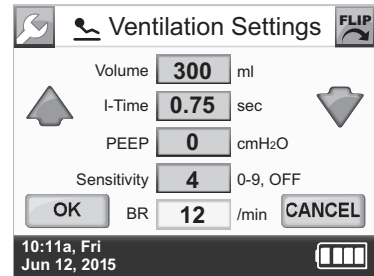 Ventilation Settings FLIP
Volume 300 ml
I-Time 0.75 sec
PEEP 0 cmH2O
Sensitivity 4 0-9, OFF
OK BR 12 /min CANCEL
10:11a, Fri
Jun 12, 2015